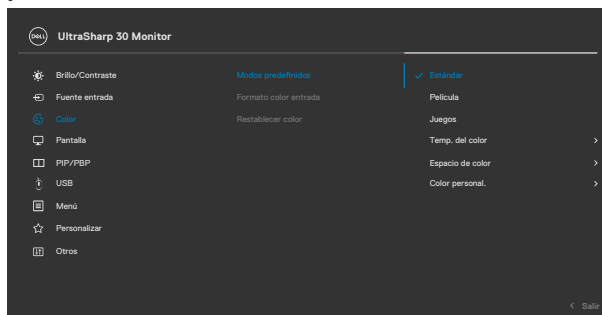 DELL UltraSharp 30 Monitor
Brillo/Contraste
Fuente entrada
Color
Pantalla
PIP/PBP
USB
Menú
Personalizar
Otros
Modos predefinidos
Formato color entrada
Restablecer color
Estándar
Película
Juegos
Temp. del color
Espacio de color
Color personal.
Salir